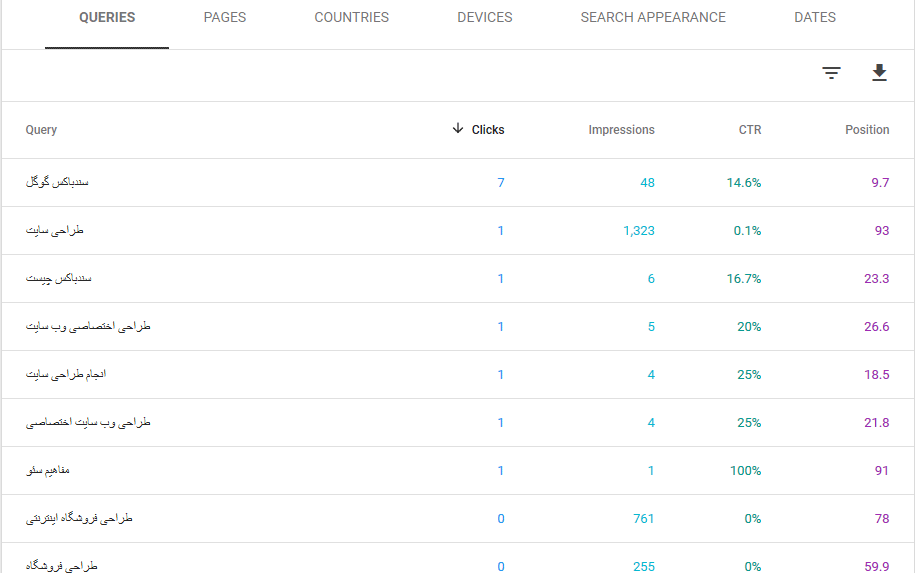 QUERIES PAGES COUNTRIES DEVICES SEARCH APPEARANCE DATES
Query Clicks Impressions CTR Position
سندباکس گوگل 7 48 14.6% 9.7
طراحی سایت 1 1,323 0.1% 93
سندباکس چیست 1 6 16.7% 23.3
طراحی اختصاصی وب سایت 1 5 20% 26.6
انجام طراحی سایت 1 4 25% 18.5
طراحی وب سایت اختصاصی 1 4 25% 21.8
مفاهیم سئو 1 1 100% 91
طراحی فروشگاه اینترنتی 0 761 0% 78
طراحی فروشگاه 0 255 0% 59.9